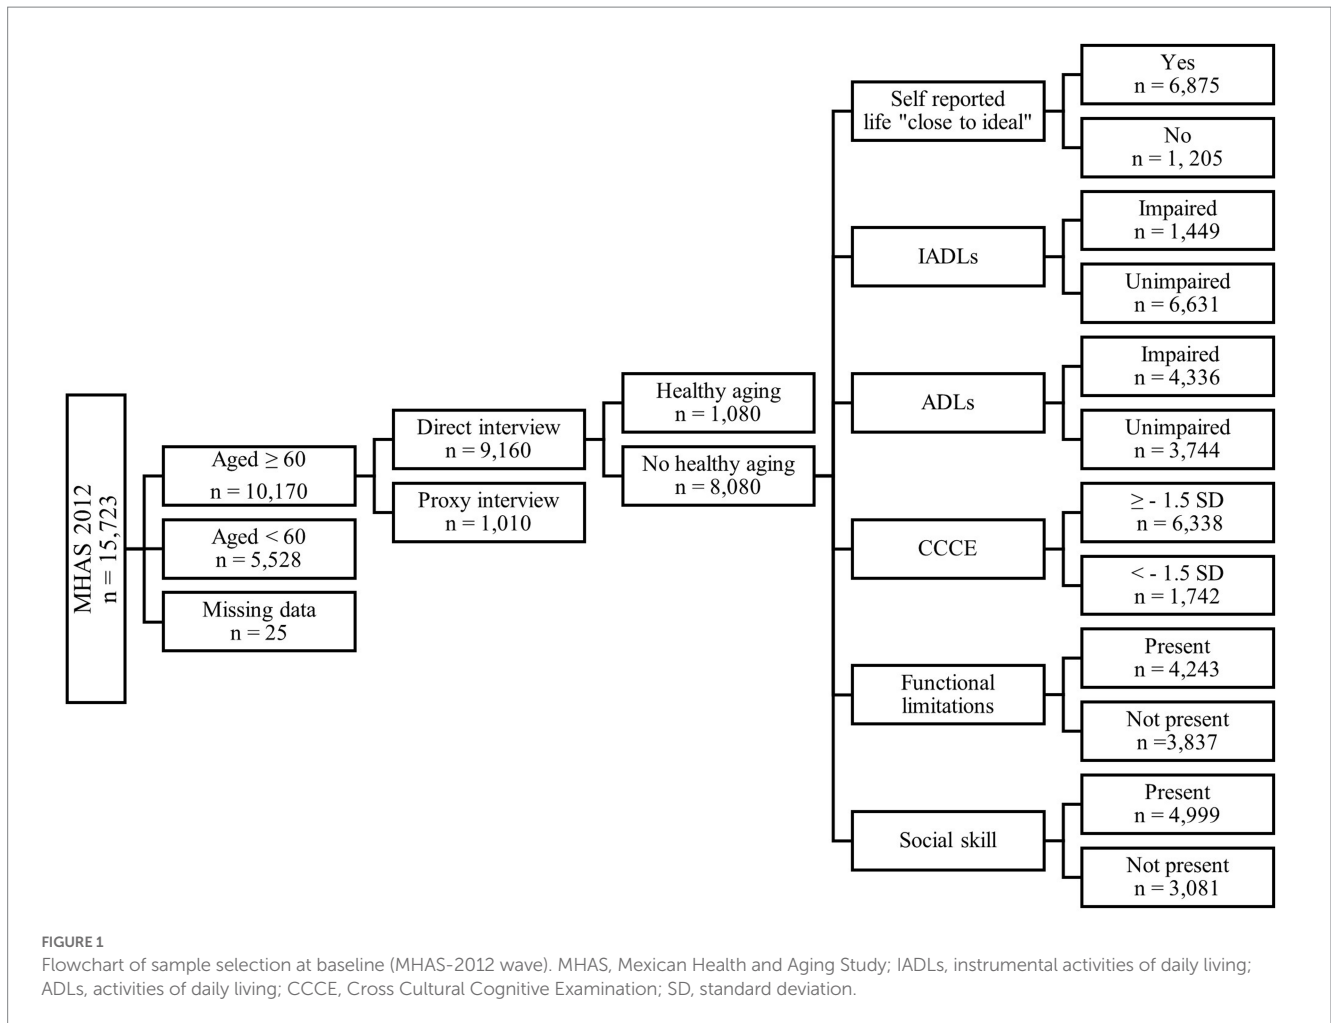 MHAS 2012
n = 15,723
Aged ≥ 60
n = 10,170
Aged < 60
n = 5,528
Missing data
n = 25
Direct interview
n = 9,160
Proxy interview
n = 1,010
Healthy aging
n = 1,080
No healthy aging
n = 8,080
Self reported
life "close to ideal"
Yes
n = 6,875
No
n = 1, 205
IADLs
Impaired
n = 1,449
Unimpaired
n = 6,631
ADLs
Impaired
n = 4,336
Unimpaired
n = 3,744
CCCE
≥ - 1.5 SD
n = 6,338
< - 1.5 SD
n = 1,742
Functional
limitations
Present
n = 4,243
Not present
n =3,837
Social skill
Present
n = 4,999
Not present
n = 3,081
FIGURE 1
Flowchart of sample selection at baseline (MHAS-2012 wave). MHAS, Mexican Health and Aging Study; IADLs, instrumental activities of daily living;
ADLs, activities of daily living; CCCE, Cross Cultural Cognitive Examination; SD, standard deviation.